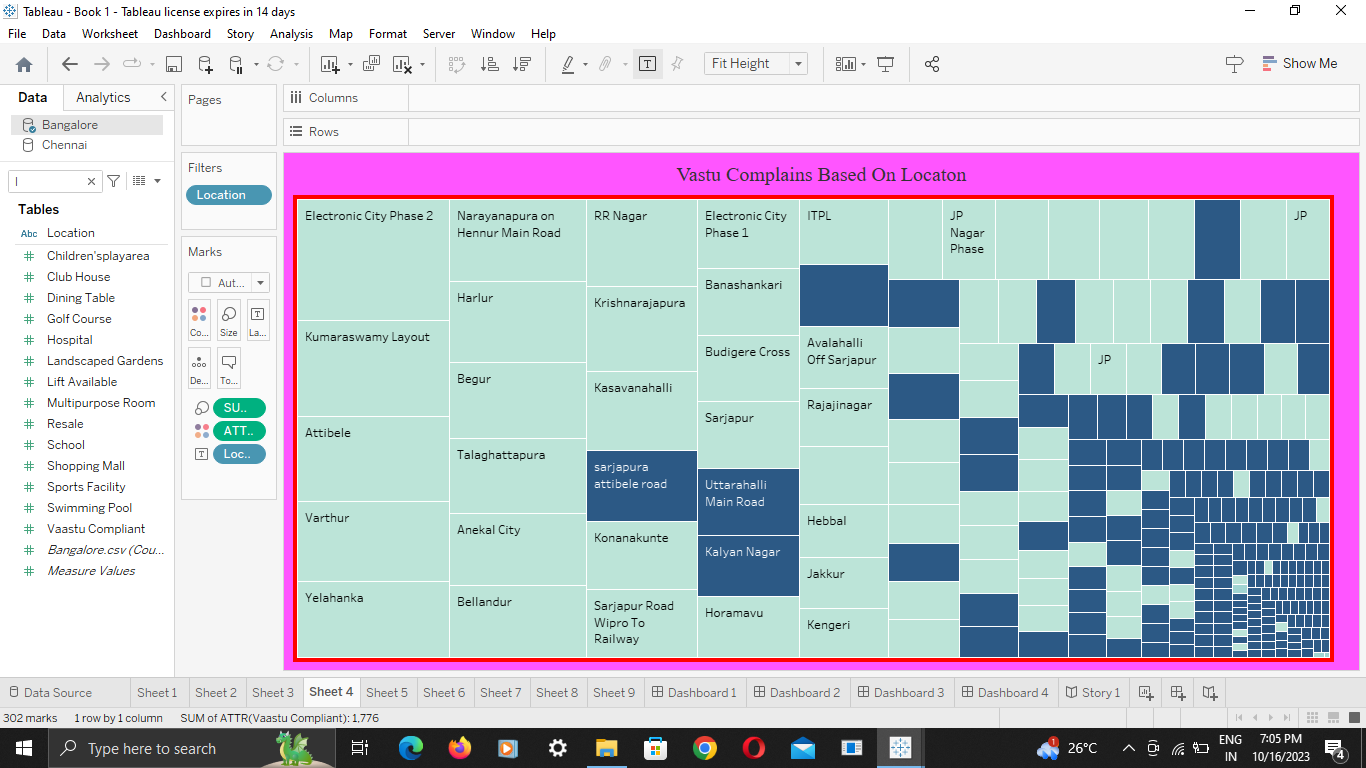 Tableau - Book 1 - Tableau license expires in 14 days
File Data Worksheet Dashboard Story Analysis Map Format Server Window Help
Fit Height
Show Me
Data Analytics
Bangalore
Chennai
Tables
Abc Location
Children'splayarea
Club House
Dining Table
Golf Course
Hospital
Landscaped Gardens
Lift Available
Multipurpose Room
Resale
School
Shopping Mall
Sports Facility
Swimming Pool
Vaastu Compliant
Bangalore.csv (Cou...
Measure Values
Pages
Filters
Location
Marks
Aut...
Co... Size La...
De... To...
SU..
ATT..
Loc..
Columns
Rows
Vastu Complains Based On Locaton
Electronic City Phase 2
Kumaraswamy Layout
Attibele
Varthur
Yelahanka
Narayanapura on
Hennur Main Road
Harlur
Begur
Talaghattapura
Anekal City
Bellandur
RR Nagar
Krishnarajapura
Kasavanahalli
sarjapura
attibele road
Konanakunte
Sarjapur Road
Wipro To
Railway
Electronic City
Phase 1
Banashankari
Budigere Cross
Sarjapur
Uttarahalli
Main Road
Kalyan Nagar
Horamavu
ITPL
Avalahalli
Off Sarjapur
Rajajinagar
Hebbal
Jakkur
Kengeri
JP
Nagar
Phase
JP
JP
Data Source Sheet 1 Sheet 2 Sheet 3 Sheet 4 Sheet 5 Sheet 6 Sheet 7 Sheet 8 Sheet 9 Dashboard 1 Dashboard 2 Dashboard 3 Dashboard 4 Story 1
302 marks 1 row by 1 column SUM of ATTR(Vaastu Compliant): 1,776
Type here to search
1
26°C
ENG
IN
7:05 PM
10/16/2023
4